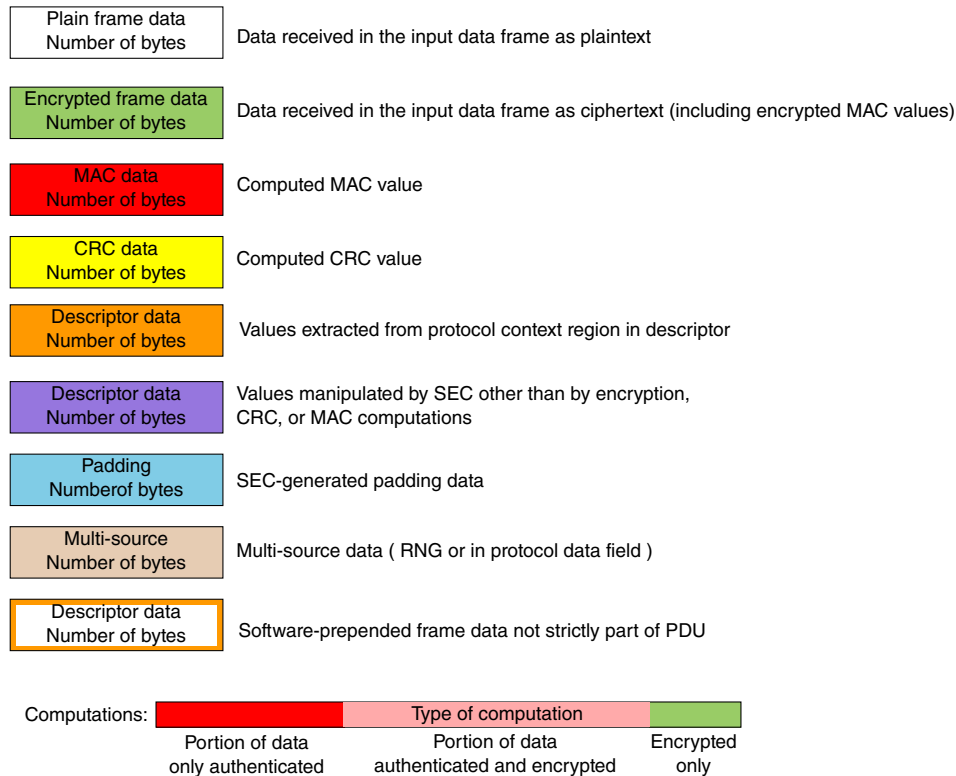 Plain frame data
Number of bytes
Data received in the input data frame as plaintext
Encrypted frame data
Number of bytes
Data received in the input data frame as ciphertext (including encrypted MAC values)
MAC data
Number of bytes
Computed MAC value
CRC data
Number of bytes
Computed CRC value
Descriptor data
Number of bytes
Values extracted from protocol context region in descriptor
Descriptor data
Number of bytes
Values manipulated by SEC other than by encryption,
CRC, or MAC computations
Padding
Numberof bytes
SEC-generated padding data
Multi-source
Number of bytes
Multi-source data ( RNG or in protocol data field )
Descriptor data
Number of bytes
Software-prepended frame data not strictly part of PDU
Computations:
Type of computation
Portion of data
only authenticated
Portion of data
authenticated and encrypted
Encrypted
only